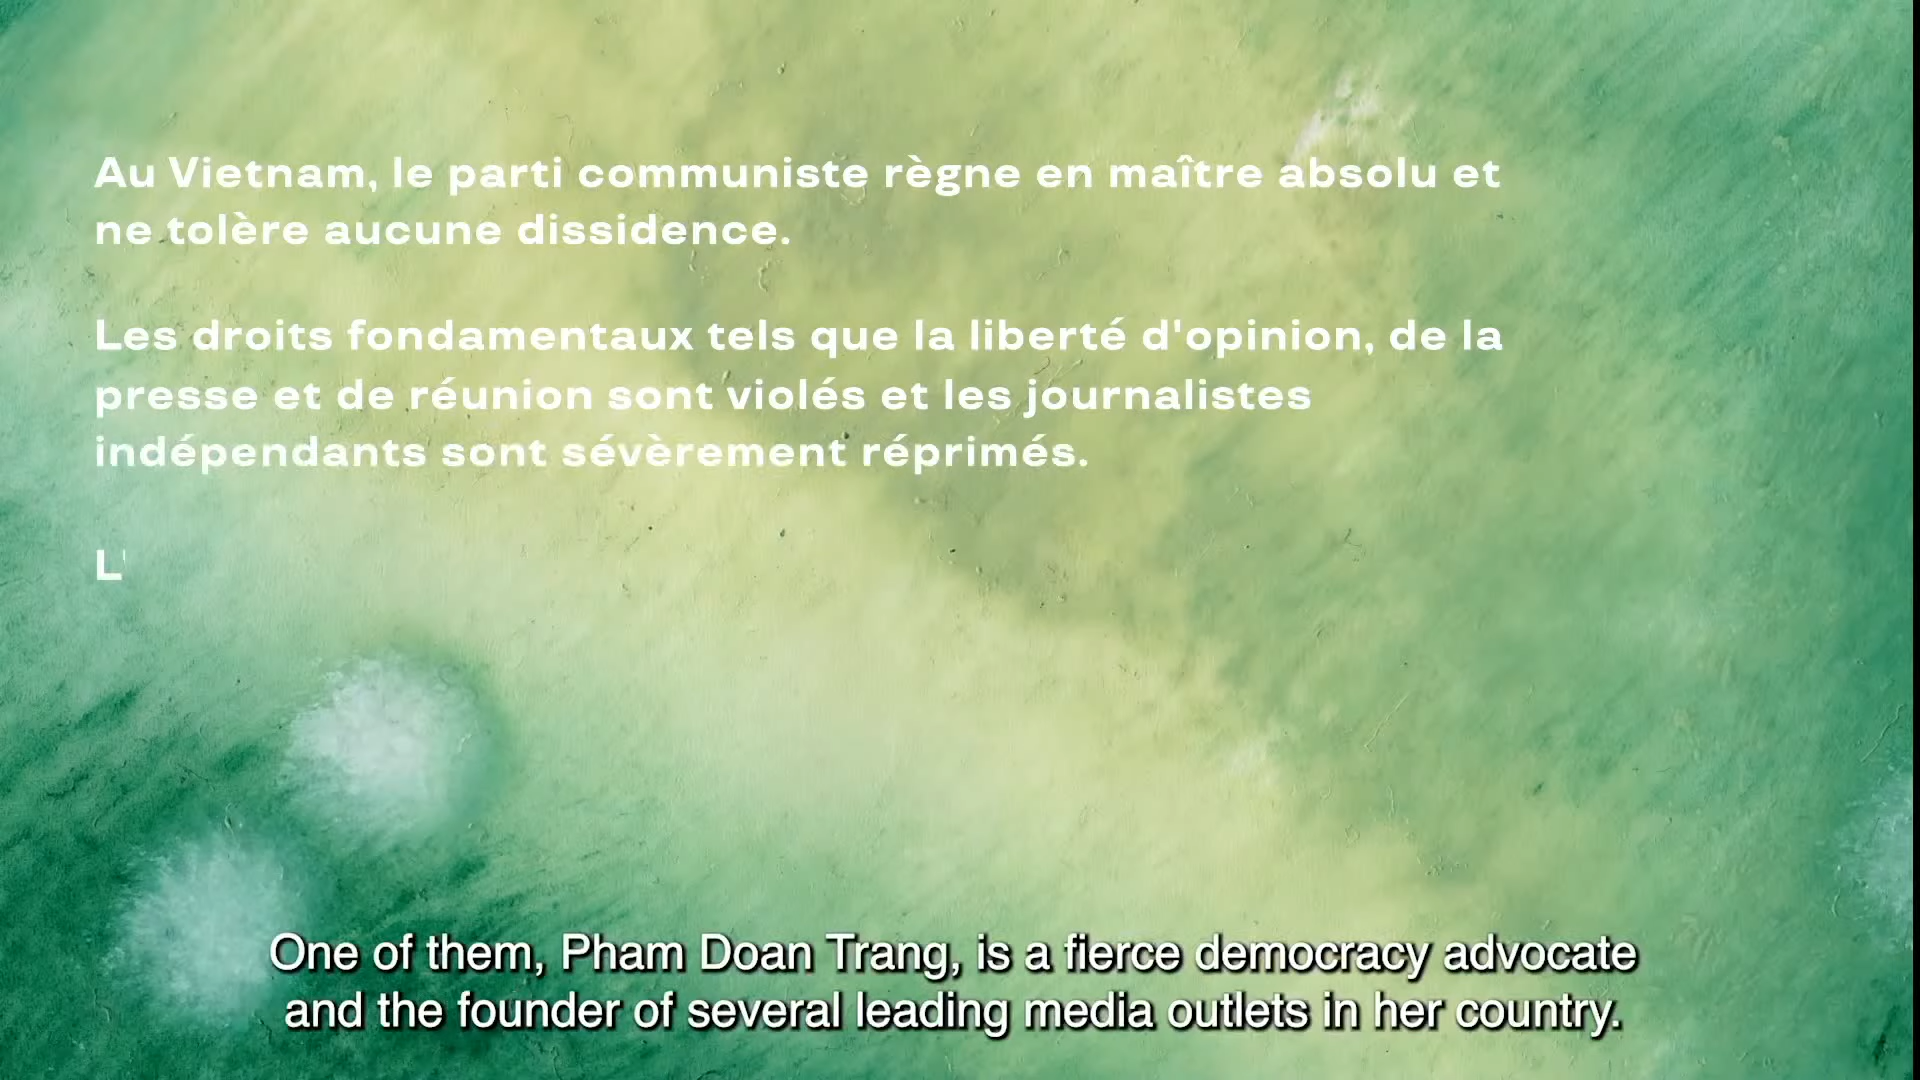 Au Vietnam, le parti communiste règne en maître absolu et
ne tolère aucune dissidence.
Les droits fondamentaux tels que la liberté d'opinion, de la
presse et de réunion sont violés et les journalistes
indépendants sont sévèrement réprimés.
L'
One of them, Pham Doan Trang, is a fierce democracy advocate
and the founder of several leading media outlets in her country.